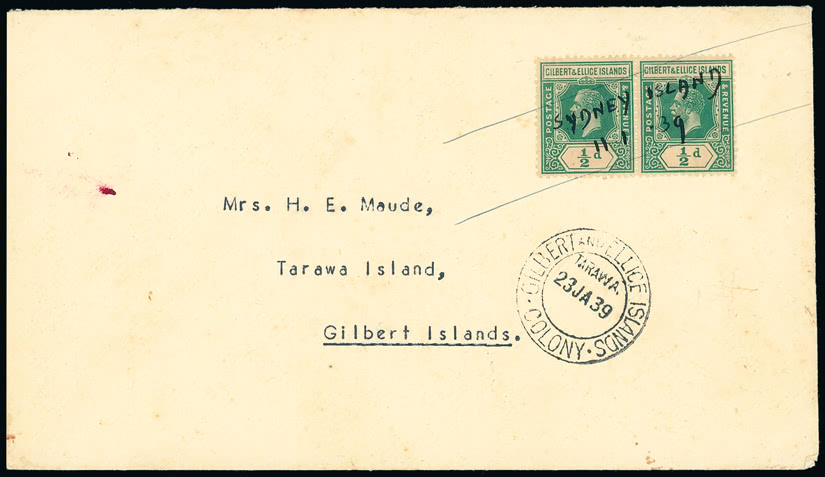 GILBERT & ELLICE ISLANDS GILBERT & ELLICE ISLANDS
POSTAGE & REVENUE POSTAGE & REVENUE
SYDNEY ISLAND
11.1 39
½d ½d
Mrs. H. E. Maude,
Tarawa Island,
Gilbert Islands.
GILBERT AND ELLICE ISLANDS
TARAWA
23 JA 39
· COLONY ·